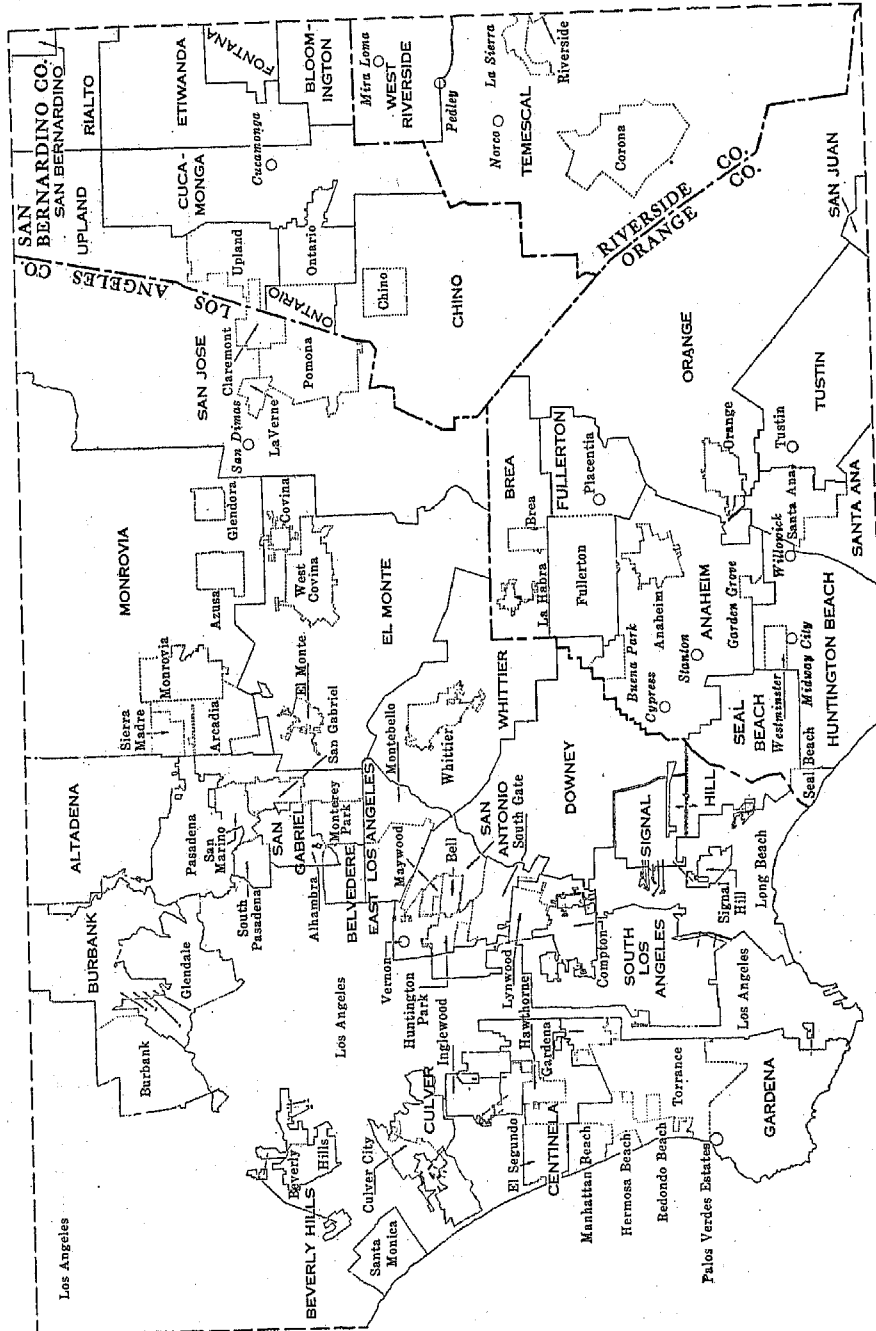 Los Angeles
BURBANK
ALTADENA
MONROVIA
LOS ANGELES CO.
SAN BERNARDINO CO.
SAN BERNARDINO
UPLAND
RIALTO
Burbank
Glendale
Pasadena
Sierra Madre
Monrovia
Arcadia
Azusa
Glendora
SAN JOSE
San Dimas
LaVerne
Claremont
Upland
CUCA-
MONGA
ETIWANDA
FONTANA
Cucamonga
BLOOM-
INGTON
San Marino
South Pasadena
SAN GABRIEL
Alhambra
Monterey Park
San Gabriel
El Monte
West Covina
Covina
Pomona
ONTARIO
Ontario
BEVERLY HILLS
Beverly Hills
Los Angeles
BELVEDERE
EAST LOS ANGELES
Montebello
EL MONTE
Chino
CHINO
Mira Loma
WEST RIVERSIDE
Pedley
Santa Monica
Culver City
CULVER
Inglewood
Huntington Park
Vernon
Maywood
Bell
SAN ANTONIO
South Gate
Whittier
WHITTIER
La Habra
BREA
Brea
Norco
La Sierra
TEMESCAL
Riverside
El Segundo
CENTINELA
Hawthorne
Gardena
Lynwood
Compton
DOWNEY
Fullerton
FULLERTON
Placentia
Corona
RIVERSIDE CO.
ORANGE CO.
Manhattan Beach
Hermosa Beach
Redondo Beach
Torrance
Palos Verdes Estates
GARDENA
SOUTH LOS ANGELES
Los Angeles
SIGNAL HILL
Signal Hill
Long Beach
Buena Park
Cypress
Anaheim
Stanton
ANAHEIM
Garden Grove
ORANGE
Orange
SEAL BEACH
Westminster
Midway City
Seal Beach
HUNTINGTON BEACH
Willowick
Santa Ana
SANTA ANA
Tustin
TUSTIN
SAN JUAN